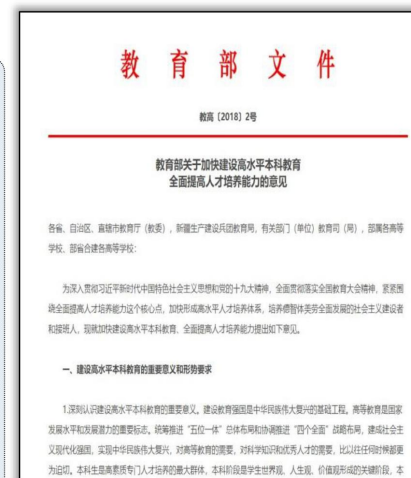 教育部文件
教高〔2018〕2号
教育部关于加快建设高水平本科教育
全面提高人才培养能力的意见
各省、自治区、直辖市教育厅（教委），新疆生产建设兵团教育局，有关部门（单位）教育司（局），部属各高等
学校、部省合建各高等学校：
为深入贯彻习近平新时代中国特色社会主义思想和党的十九大精神，全面贯彻落实全国教育大会精神，紧紧围
绕全面提高人才培养能力这个核心点，加快形成高水平人才培养体系，培养德智体美劳全面发展的社会主义建设者
和接班人，现就加快建设高水平本科教育、全面提高人才培养能力提出如下意见。
一、建设高水平本科教育的重要意义和形势要求
1.深刻认识建设高水平本科教育的重要意义。建设教育强国是中华民族伟大复兴的基础工程。高等教育是国家
发展水平和发展潜力的重要标志。统筹推进“五位一体”总体布局和协调推进“四个全面”战略布局，建成社会主
义现代化强国，实现中华民族伟大复兴，对高等教育的需要，对科学知识和优秀人才的需要，比以往任何时候都更
为迫切。本科生是高素质专门人才培养的最大群体，本科阶段是学生世界观、人生观、价值观形成的关键阶段，本